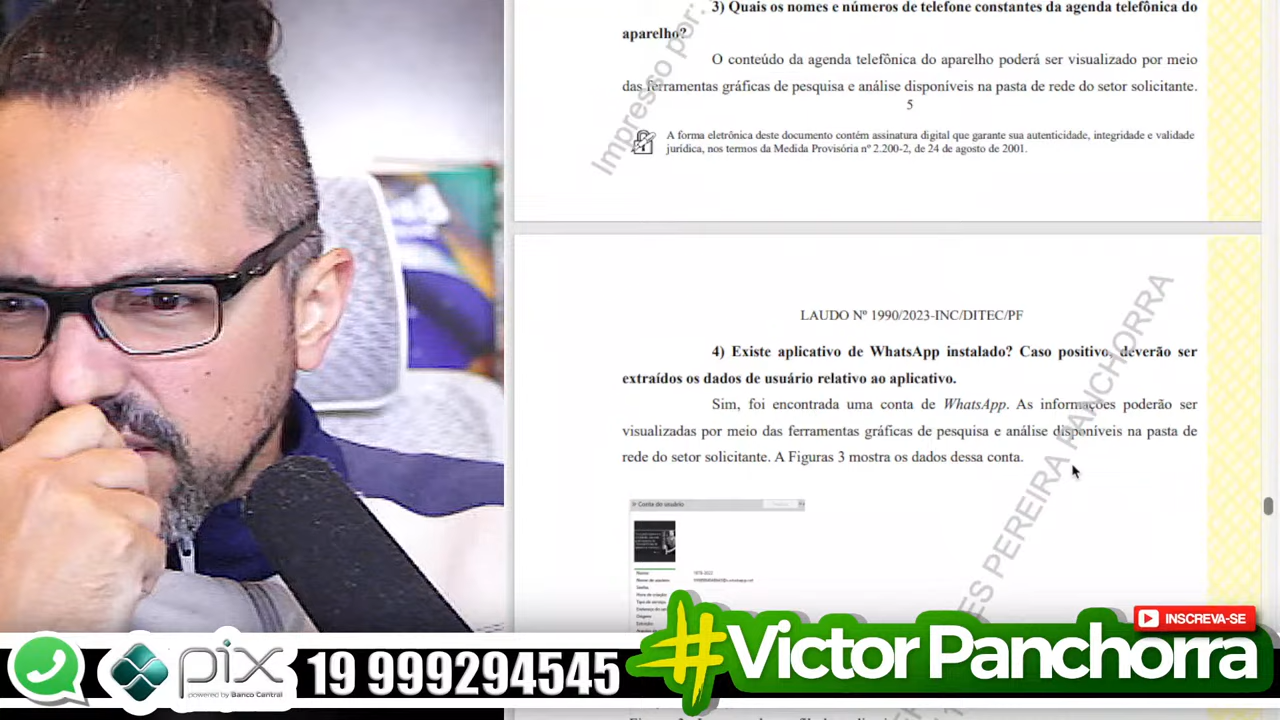 3) Quais os nomes e números de telefone constantes da agenda telefônica do
aparelho?
O conteúdo da agenda telefônica do aparelho poderá ser visualizado por meio
das ferramentas gráficas de pesquisa e análise disponíveis na pasta de rede do setor solicitante.
5
A forma eletrônica deste documento contém assinatura digital que garante sua autenticidade, integridade e validade
jurídica, nos termos da Medida Provisória nº 2.200-2, de 24 de agosto de 2001.
Impresso por:
LAUDO Nº 1990/2023-INC/DITEC/PF
4) Existe aplicativo de WhatsApp instalado? Caso positivo, deverão ser
extraídos os dados de usuário relativo ao aplicativo.
Sim, foi encontrada uma conta de WhatsApp. As informações poderão ser
visualizadas por meio das ferramentas gráficas de pesquisa e análise disponíveis na pasta de
rede do setor solicitante. A Figuras 3 mostra os dados dessa conta.
ES PEREIRA PANCHORRA
Conta do usuário
INSCREVA-SE
pix
powered by Banco Central
19 999294545
#VictorPanchorra